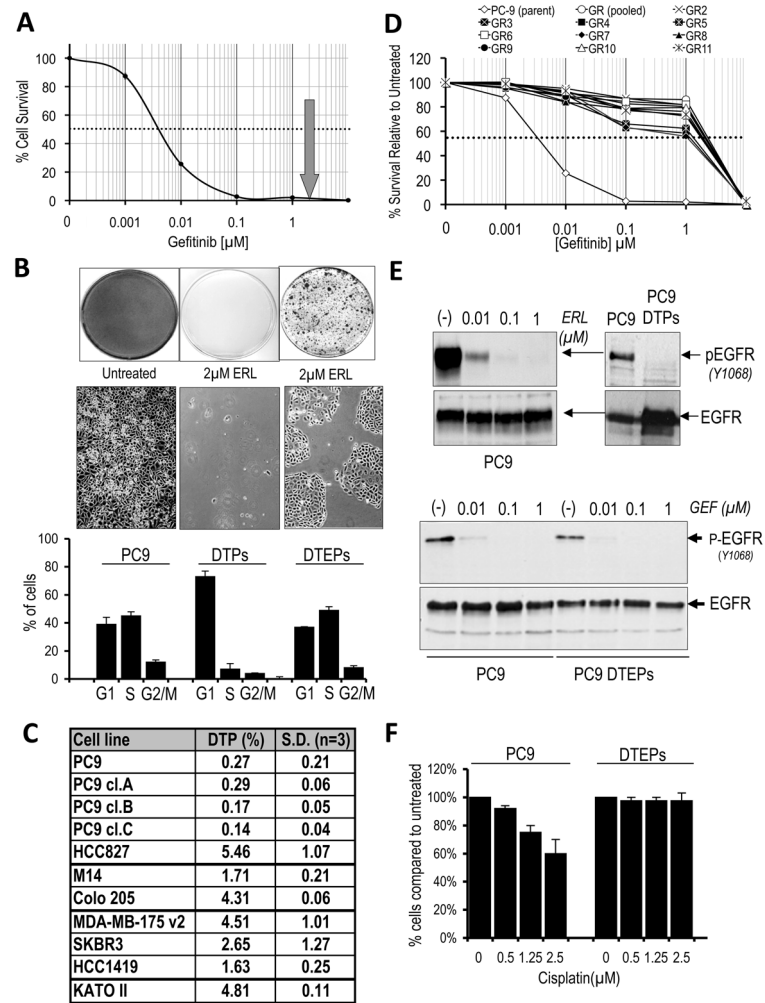 A
% Cell Survival
100
80
60
40
20
0
0 0.001 0.01 0.1 1
Gefitinib [µM]
D
PC-9 (parent) GR (pooled) GR2
GR3 GR4 GR5
GR6 GR7 GR8
GR9 GR10 GR11
% Survival Relative to Untreated
120
100
80
60
40
20
0
0 0.001 0.01 0.1 1
[Gefitinib] µM
B
Untreated 2µM ERL 2µM ERL
PC9 DTPs DTEPs
% of cells
100
80
60
40
20
0
G1 S G2/M G1 S G2/M G1 S G2/M
E
(-) 0.01 0.1 1 ERL
(µM)
PC9 PC9
DTPs
pEGFR
(Y1068)
EGFR
PC9
(-) 0.01 0.1 1 (-) 0.01 0.1 1 GEF (µM)
P-EGFR
(Y1068)
EGFR
PC9 PC9 DTEPs
C
Cell line DTP (%) S.D. (n=3)
PC9 0.27 0.21
PC9 cl.A 0.29 0.06
PC9 cl.B 0.17 0.05
PC9 cl.C 0.14 0.04
HCC827 5.46 1.07
M14 1.71 0.21
Colo 205 4.31 0.06
MDA-MB-175 v2 4.51 1.01
SKBR3 2.65 1.27
HCC1419 1.63 0.25
KATO II 4.81 0.11
F
PC9 DTEPs
% cells compared to untreated
120%
100%
80%
60%
40%
20%
0%
0 0.5 1.25 2.5 0 0.5 1.25 2.5
Cisplatin(µM)